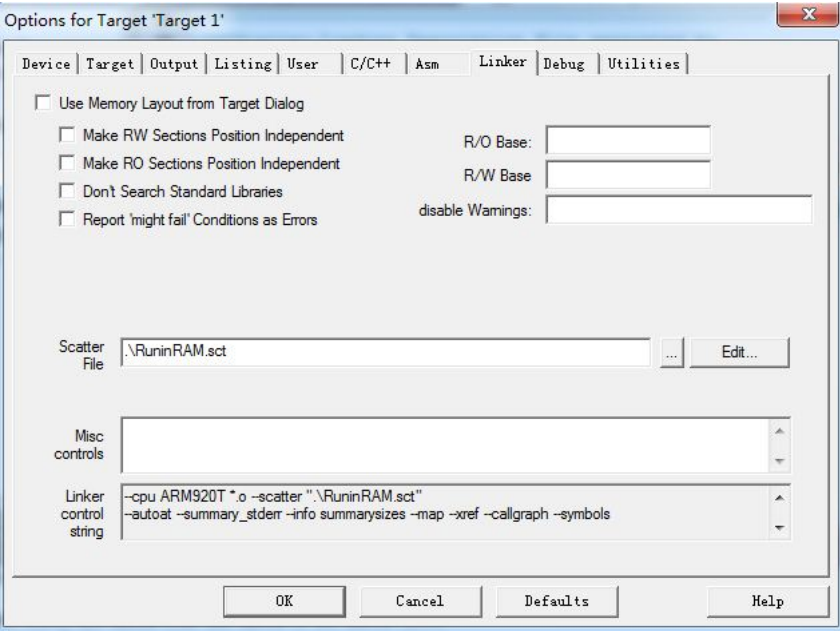 Options for Target 'Target 1'
Device Target Output Listing User C/C++ Asm Linker Debug Utilities
Use Memory Layout from Target Dialog
Make RW Sections Position Independent
Make RO Sections Position Independent
Don't Search Standard Libraries
Report 'might fail' Conditions as Errors
R/O Base:
R/W Base
disable Warnings:
Scatter
File
.\RuninRAM.sct
...
Edit...
Misc
controls
Linker
control
string
--cpu ARM920T *.o --scatter ".\RuninRAM.sct"
--autoat --summary_stderr --info summarysizes --map --xref --callgraph --symbols
OK Cancel Defaults Help